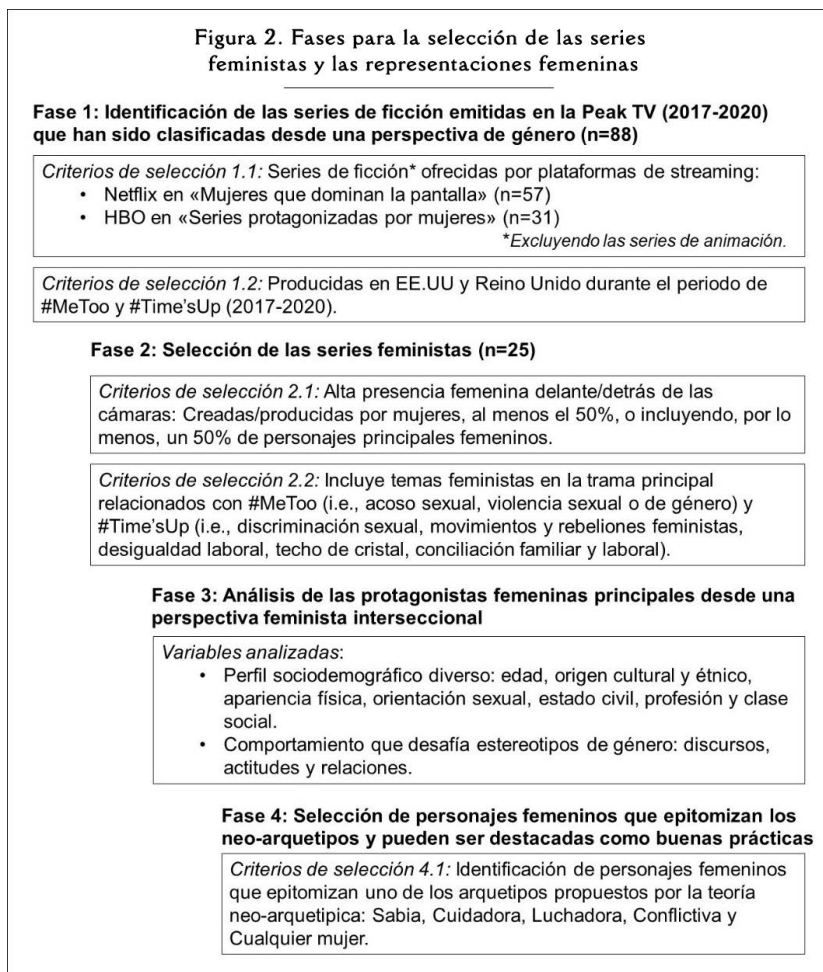 Figura 2. Fases para la selección de las series
feministas y las representaciones femeninas
Fase 1: Identificación de las series de ficción emitidas en la Peak TV (2017-2020)
que han sido clasificadas desde una perspectiva de género (n=88)
Criterios de selección 1.1: Series de ficción* ofrecidas por plataformas de streaming:
• Netflix en «Mujeres que dominan la pantalla» (n=57)
• HBO en «Series protagonizadas por mujeres» (n=31)
*Excluyendo las series de animación.
Criterios de selección 1.2: Producidas en EE.UU y Reino Unido durante el periodo de
#MeToo y #Time'sUp (2017-2020).
Fase 2: Selección de las series feministas (n=25)
Criterios de selección 2.1: Alta presencia femenina delante/detrás de las
cámaras: Creadas/producidas por mujeres, al menos el 50%, o incluyendo, por lo
menos, un 50% de personajes principales femeninos.
Criterios de selección 2.2: Incluye temas feministas en la trama principal
relacionados con #MeToo (i.e., acoso sexual, violencia sexual o de género) y
#Time'sUp (i.e., discriminación sexual, movimientos y rebeliones feministas,
desigualdad laboral, techo de cristal, conciliación familiar y laboral).
Fase 3: Análisis de las protagonistas femeninas principales desde una
perspectiva feminista interseccional
Variables analizadas:
• Perfil sociodemográfico diverso: edad, origen cultural y étnico,
apariencia física, orientación sexual, estado civil, profesión y clase
social.
• Comportamiento que desafía estereotipos de género: discursos,
actitudes y relaciones.
Fase 4: Selección de personajes femeninos que epitomizan los
neo-arquetipos y pueden ser destacadas como buenas prácticas
Criterios de selección 4.1: Identificación de personajes femeninos
que epitomizan uno de los arquetipos propuestos por la teoría
neo-arquetipica: Sabia, Cuidadora, Luchadora, Conflictiva y
Cualquier mujer.